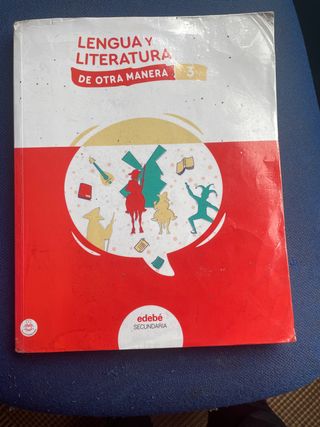 LENGUA Y
LITERATURA
DE OTRA MANERA 3
edebé
SECUNDARIA